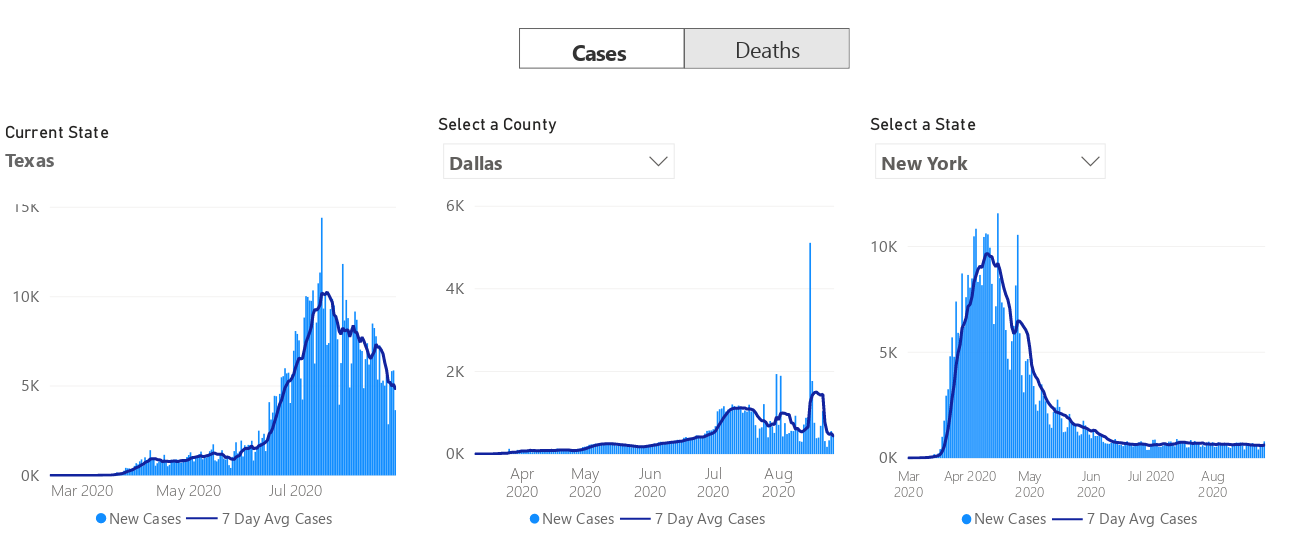 Cases
Deaths
Current State
Texas
15K
10K
5K
0K
Mar 2020
May 2020
Jul 2020
New Cases
7 Day Avg Cases
Select a County
Dallas
6K
4K
2K
0K
Apr
2020
May
2020
Jun
2020
Jul
2020
Aug
2020
New Cases
7 Day Avg Cases
Select a State
New York
10K
5K
0K
Mar
2020
Apr 2020
May
2020
Jun
2020
Jul 2020
Aug
2020
New Cases
7 Day Avg Cases